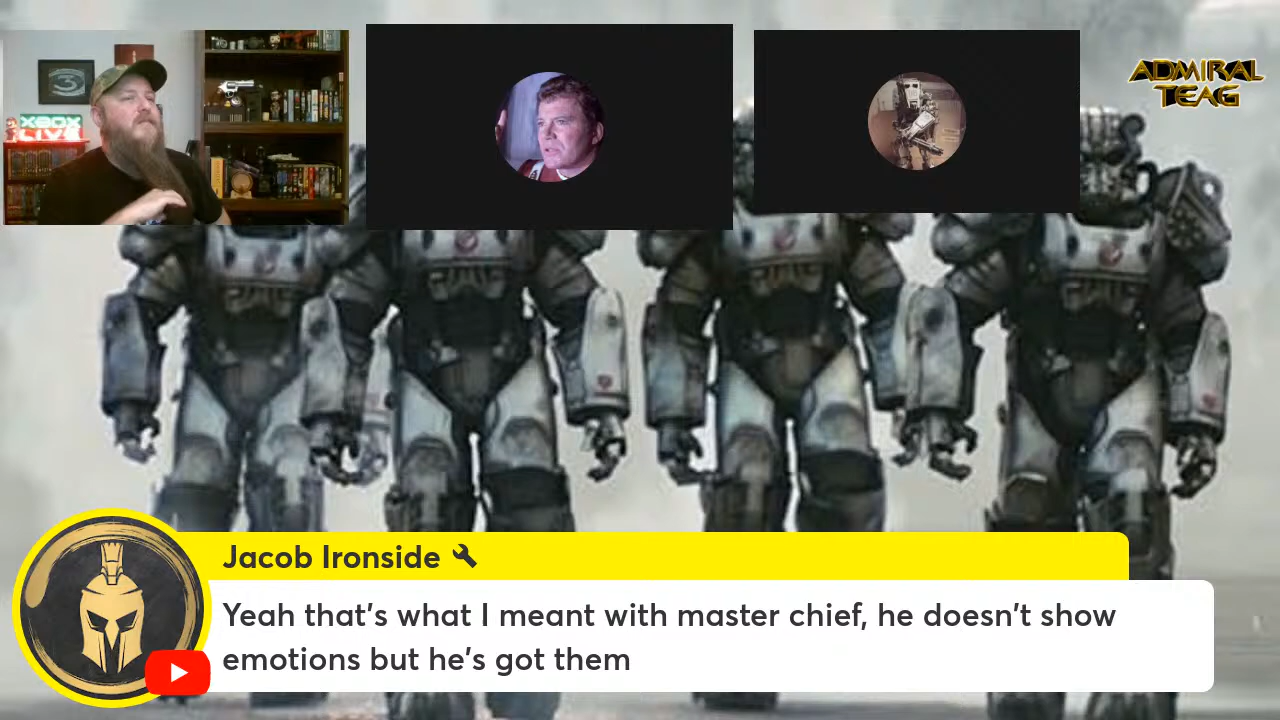 ADMIRAL
TEAG
XBOX
LIVE
Jacob Ironside
Yeah that's what I meant with master chief, he doesn't show
emotions but he's got them